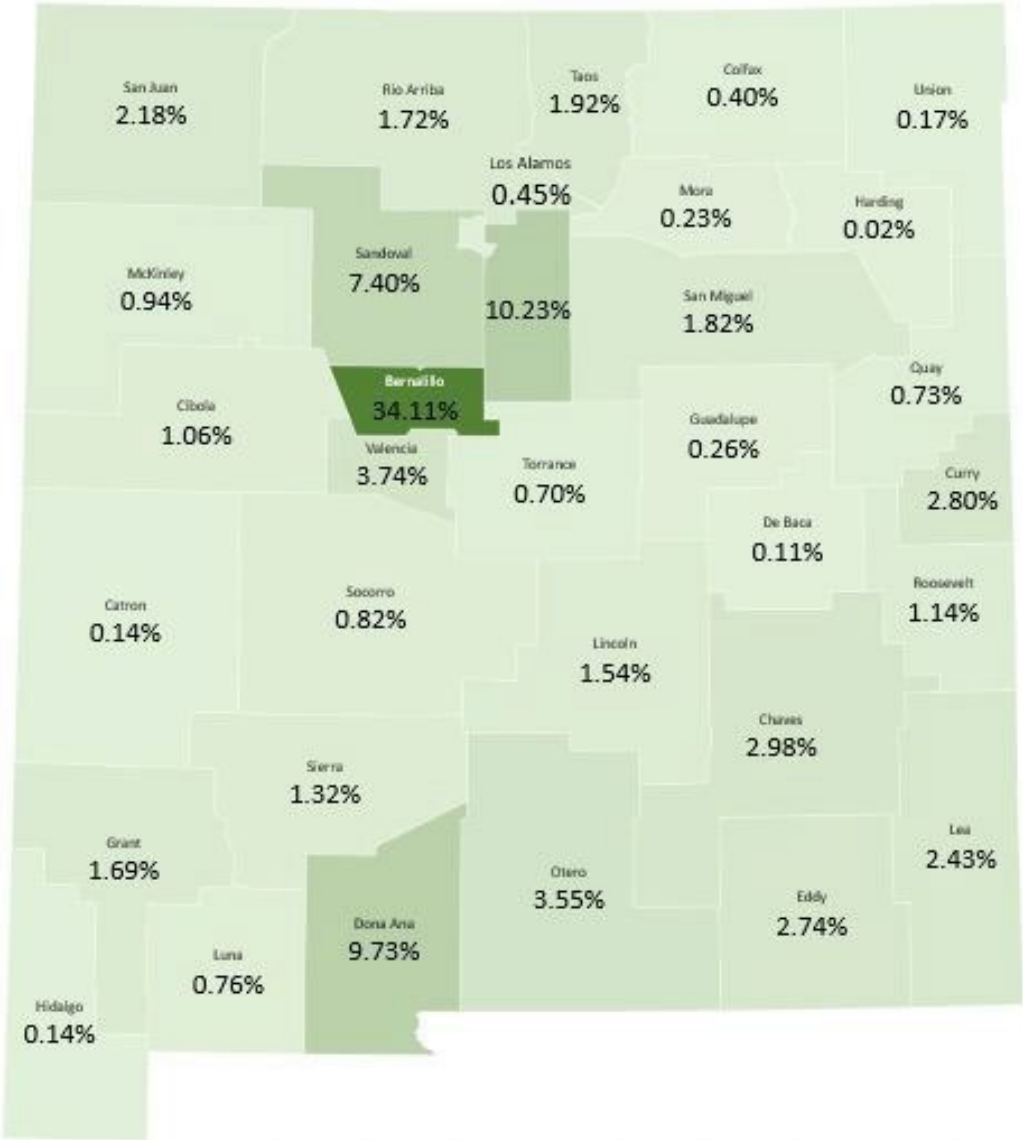 San Juan
2.18%
Rio Arriba
1.72%
Taos
1.92%
Colfax
0.40%
Union
0.17%
Los Alamos
0.45%
Mora
0.23%
Harding
0.02%
McKinley
0.94%
Sandoval
7.40%
10.23%
San Miguel
1.82%
Quay
0.73%
Bernalillo
34.11%
Cibola
1.06%
Valencia
3.74%
Torrance
0.70%
Guadalupe
0.26%
Curry
2.80%
De Baca
0.11%
Catron
0.14%
Socorro
0.82%
Roosevelt
1.14%
Lincoln
1.54%
Chaves
2.98%
Sierra
1.32%
Grant
1.69%
Lea
2.43%
Otero
3.55%
Eddy
2.74%
Dona Ana
9.73%
Luna
0.76%
Hidalgo
0.14%